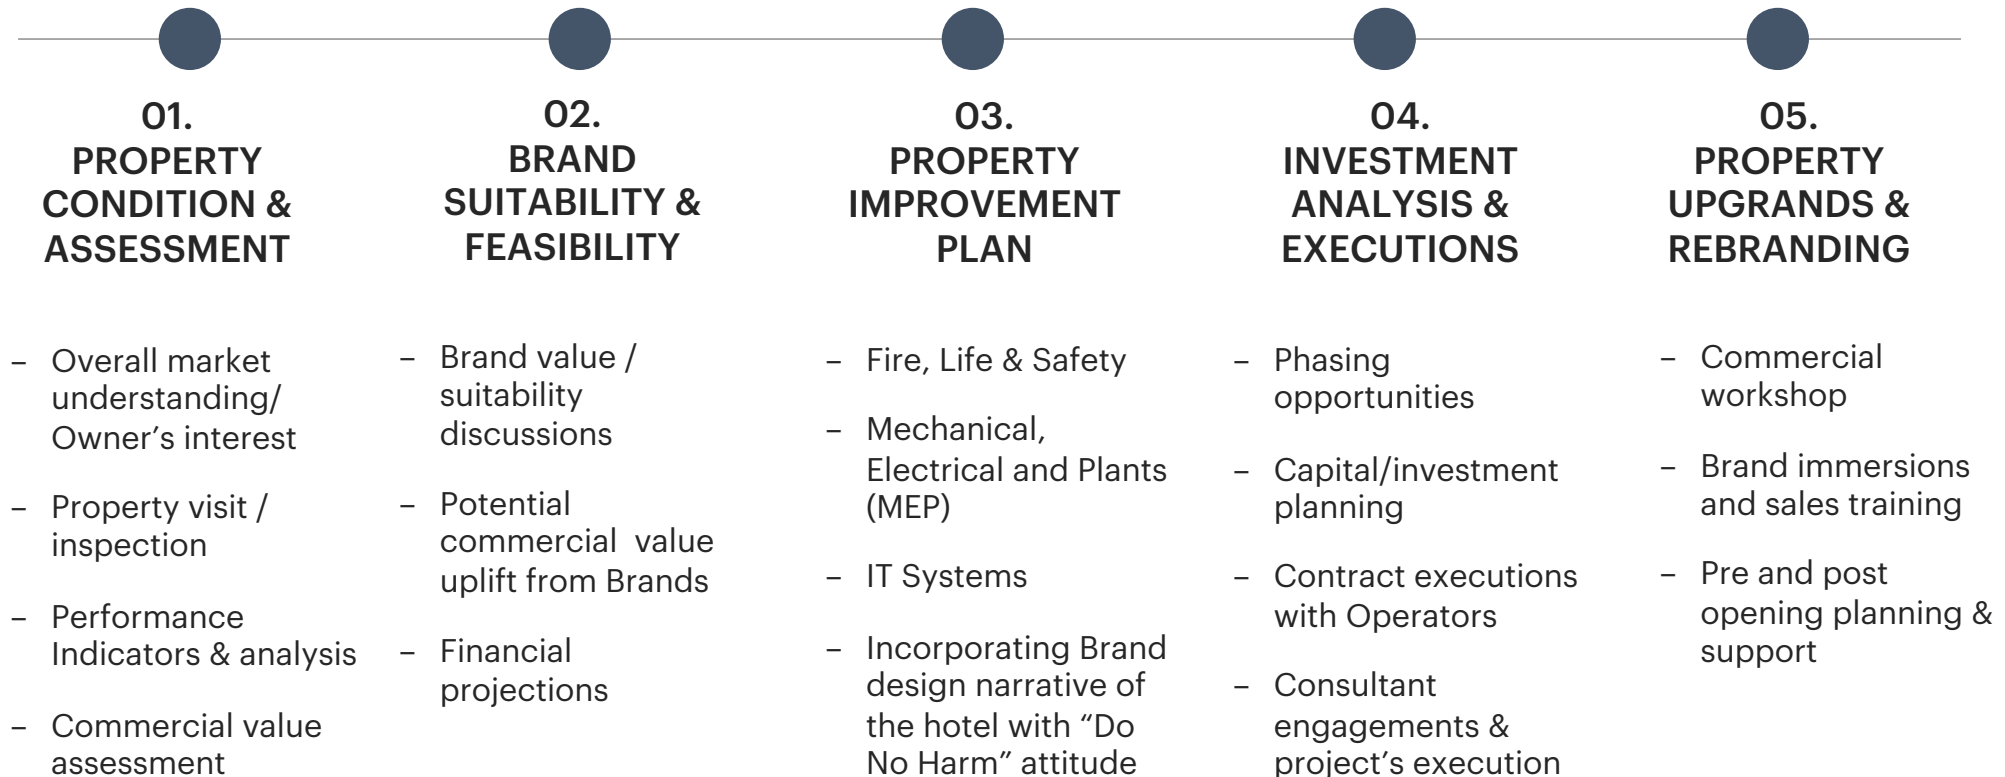 01.
PROPERTY
CONDITION &
ASSESSMENT
– Overall market
understanding/
Owner’s interest
– Property visit /
inspection
– Performance
Indicators & analysis
– Commercial value
assessment
02.
BRAND
SUITABILITY &
FEASIBILITY
– Brand value /
suitability
discussions
– Potential
commercial  value
uplift from Brands
– Financial
projections
03.
PROPERTY
IMPROVEMENT
PLAN
– Fire, Life & Safety
– Mechanical,
Electrical and Plants
(MEP)
– IT Systems
– Incorporating Brand
design narrative of
the hotel with “Do
No Harm” attitude
04.
INVESTMENT
ANALYSIS &
EXECUTIONS
– Phasing
opportunities
– Capital/investment
planning
– Contract executions
with Operators
– Consultant
engagements &
project’s execution
05.
PROPERTY
UPGRANDS &
REBRANDING
– Commercial
workshop
– Brand immersions
and sales training
– Pre and post
opening planning &
support